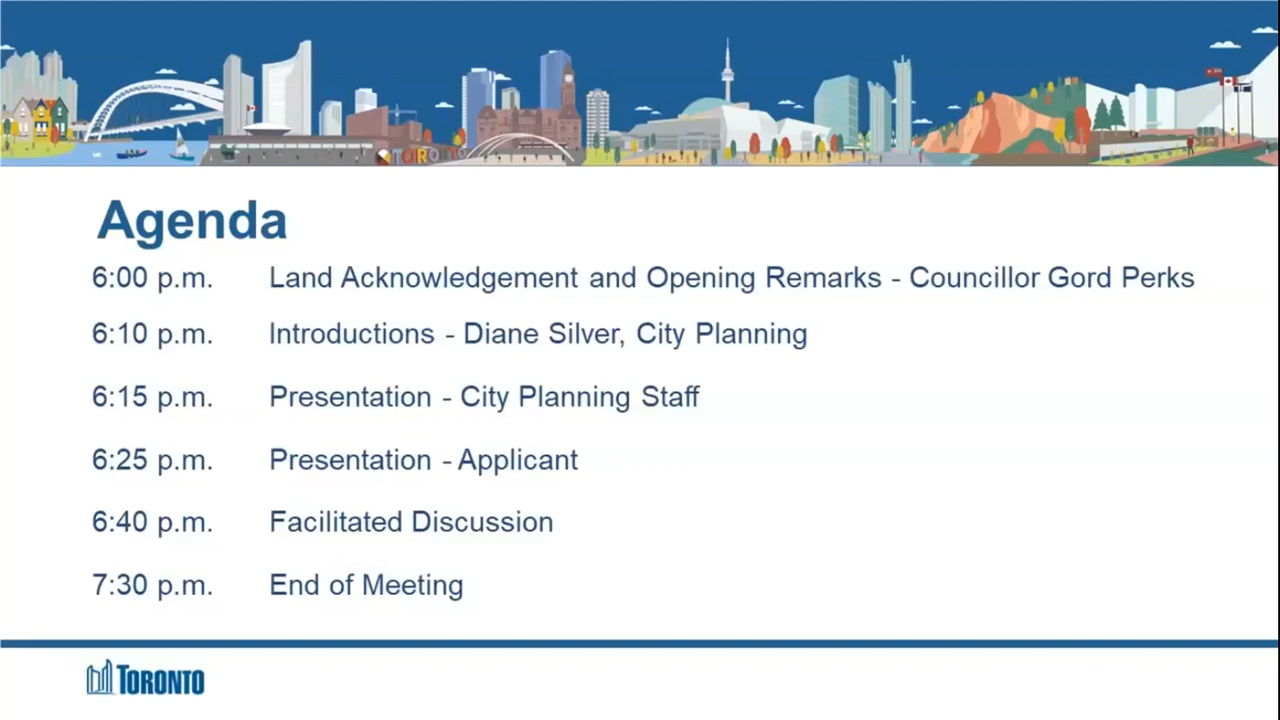 TORONTO
Agenda
6:00 p.m. Land Acknowledgement and Opening Remarks - Councillor Gord Perks
6:10 p.m. Introductions - Diane Silver, City Planning
6:15 p.m. Presentation - City Planning Staff
6:25 p.m. Presentation - Applicant
6:40 p.m. Facilitated Discussion
7:30 p.m. End of Meeting
TORONTO